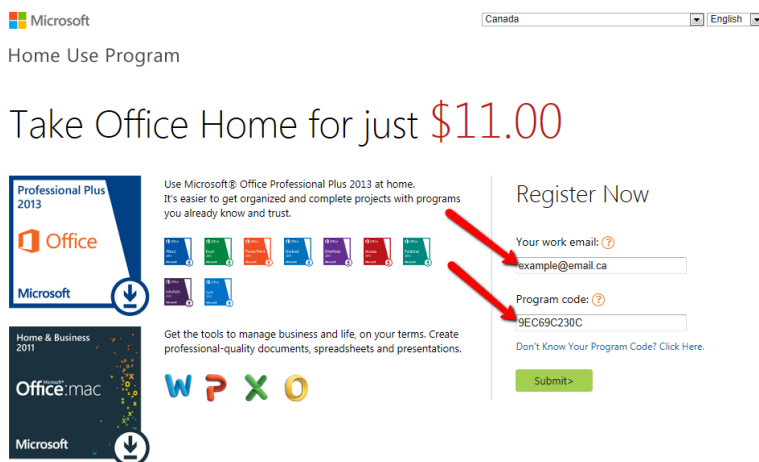 Microsoft
Canada
English
Home Use Program
Take Office Home for just $11.00
Professional Plus
2013
Office
Microsoft
Use Microsoft® Office Professional Plus 2013 at home.
It's easier to get organized and complete projects with programs
you already know and trust.
Home & Business
2011
Office:mac
Microsoft
Get the tools to manage business and life, on your terms. Create
professional-quality documents, spreadsheets and presentations.
Register Now
Your work email: ?
example@email.ca
Program code: ?
9EC69C230C
Don't Know Your Program Code? Click Here.
Submit>